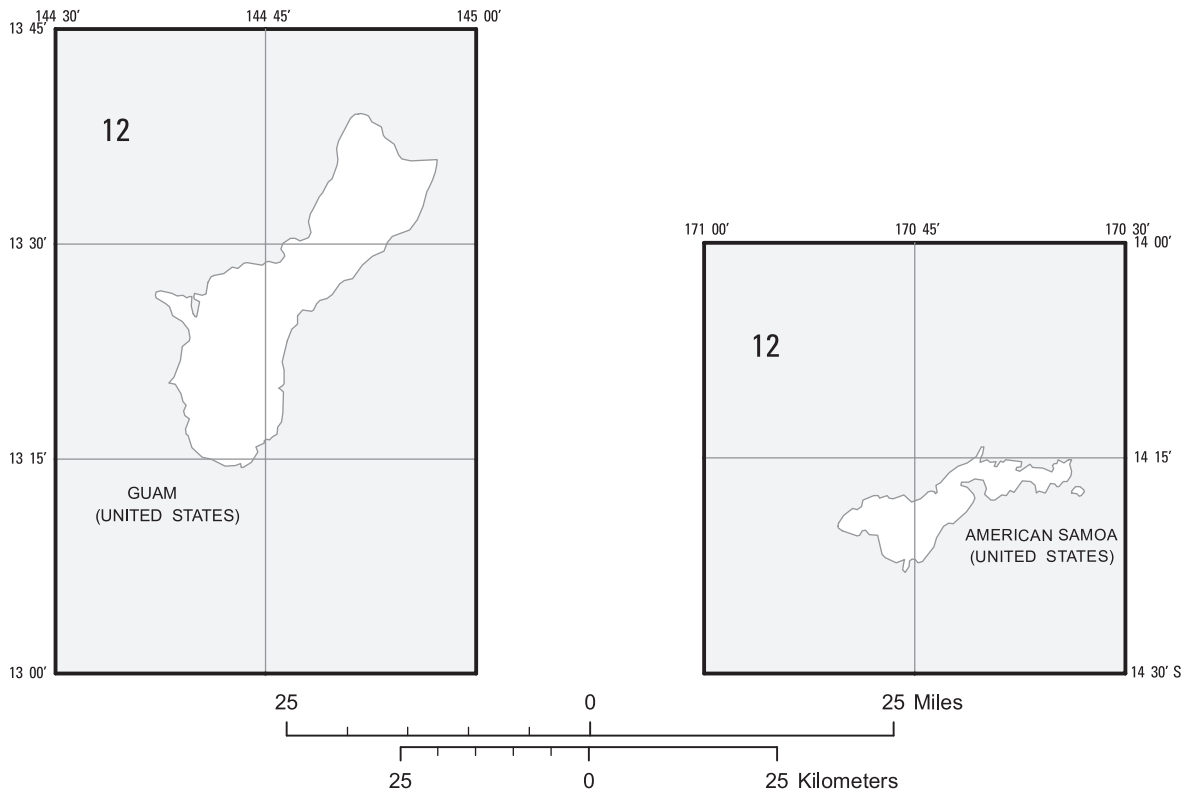 144 30′ 144 45′ 145 00′
13 45′
12
13 30′
13 15′
GUAM
(UNITED STATES)
13 00′
171 00′ 170 45′ 170 30′
14 00′
12
14 15′
AMERICAN SAMOA
(UNITED STATES)
14 30′ S
25 0 25 Miles
25 0 25 Kilometers